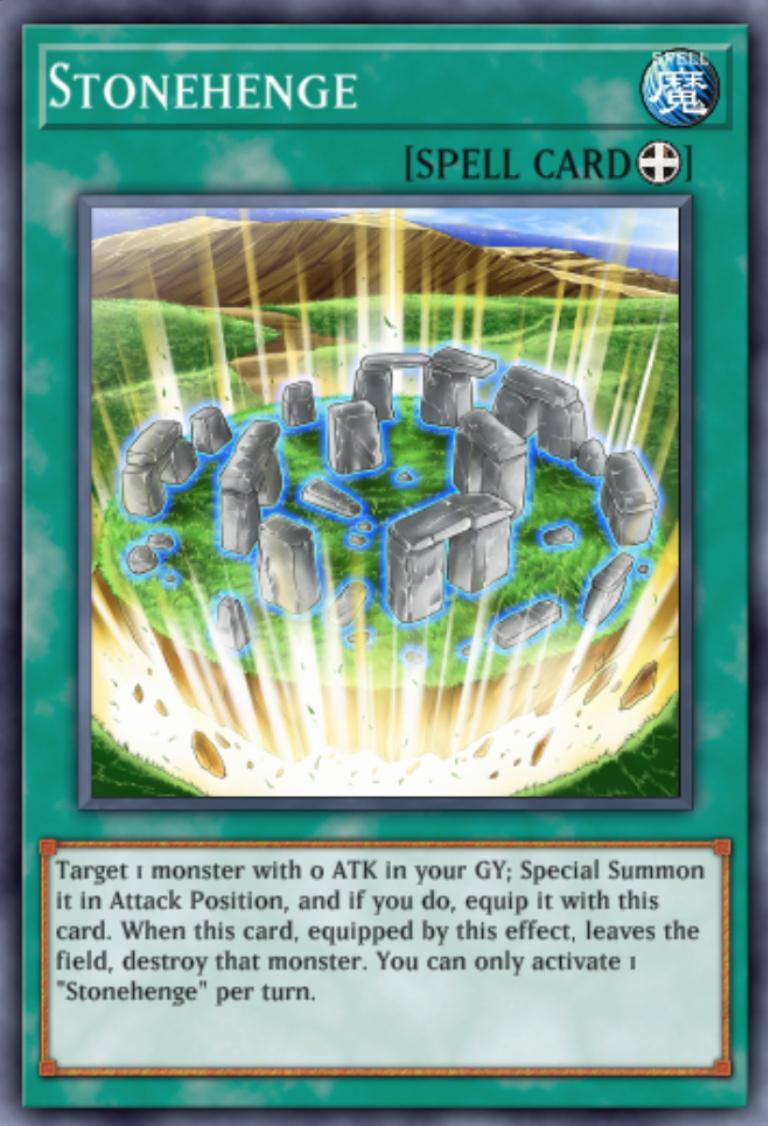 STONEHENGE
SPELL
魔
[SPELL CARD]
Target 1 monster with 0 ATK in your GY; Special Summon
it in Attack Position, and if you do, equip it with this
card. When this card, equipped by this effect, leaves the
field, destroy that monster. You can only activate 1
"Stonehenge" per turn.